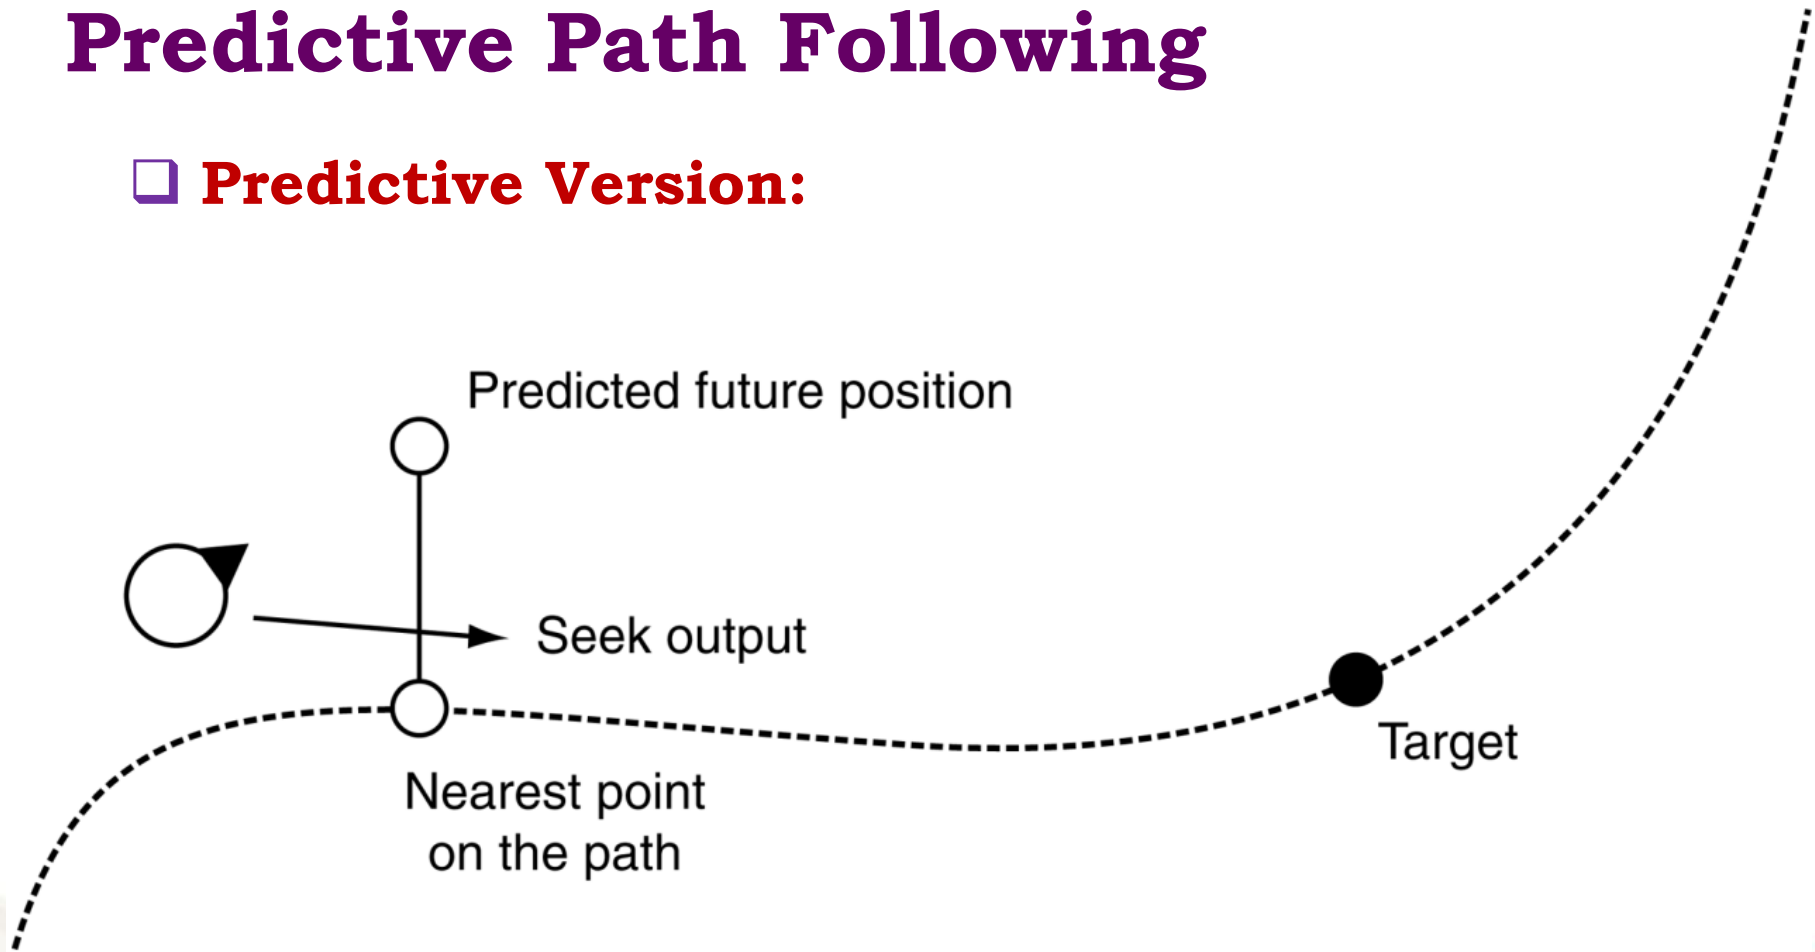 Predictive Path Following
Predictive Version:
Predicted future position
Seek output
Target
Nearest point
on the path